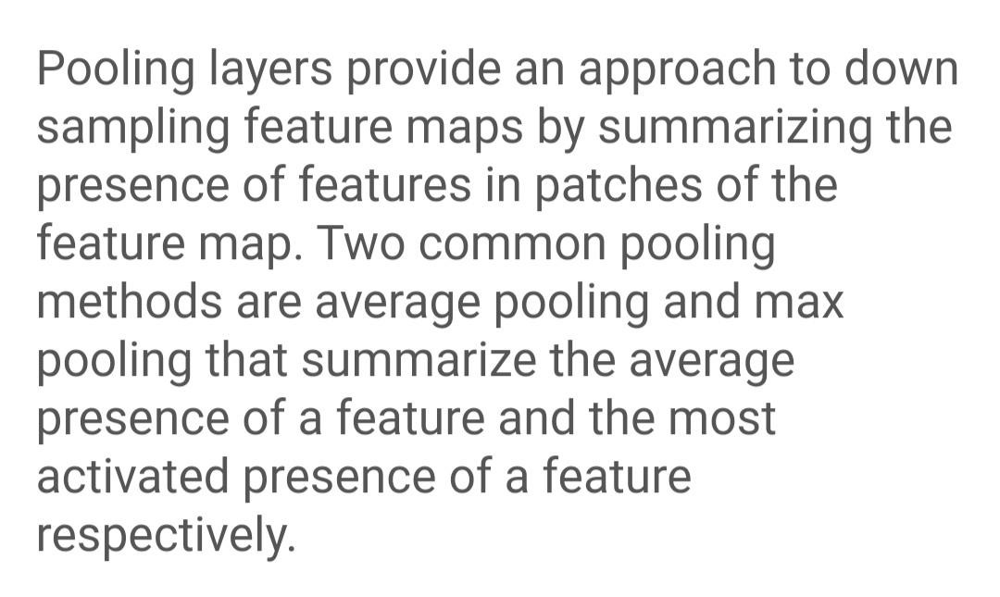 Pooling layers provide an approach to down
sampling feature maps by summarizing the
presence of features in patches of the
feature map. Two common pooling
methods are average pooling and max
pooling that summarize the average
presence of a feature and the most
activated presence of a feature
respectively.